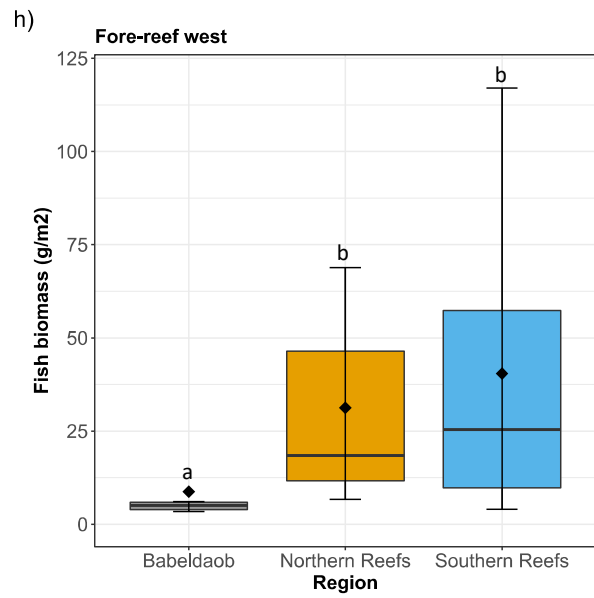 h)
Fore-reef west
125
100
75
50
25
0
Fish biomass (g/m2)
a
b
b
Babeldaob Northern Reefs Southern Reefs
Region